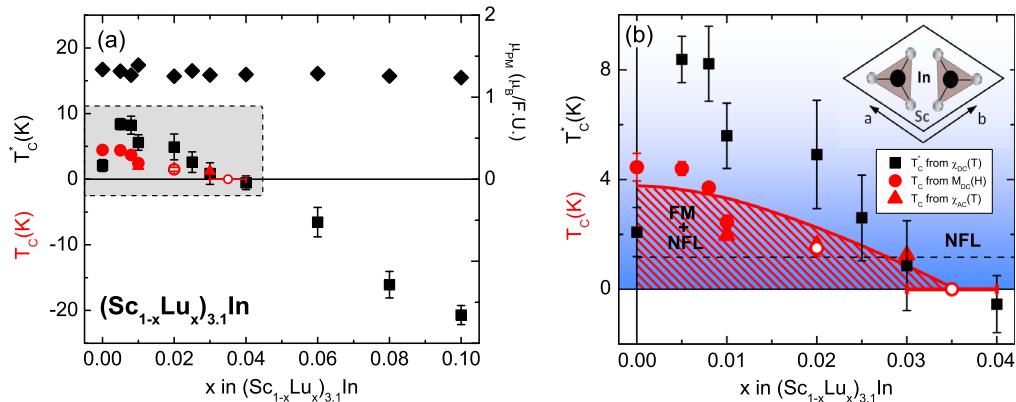 (a)
20
15
10
5
0
-10
-20
T*C(K)
TC(K)
2
1
0
μPM (μB/F.U.)
(Sc1-xLux)3.1In
0.00 0.02 0.04 0.06 0.08 0.10
x in (Sc1-xLux)3.1In
(b)
8
4
0
T*C(K)
TC(K)
In
Sc
a b
T*C from χDC(T)
TC from MDC(H)
TC from χAC(T)
FM
+
NFL
NFL
0.00 0.01 0.02 0.03 0.04
x in (Sc1-xLux)3.1In